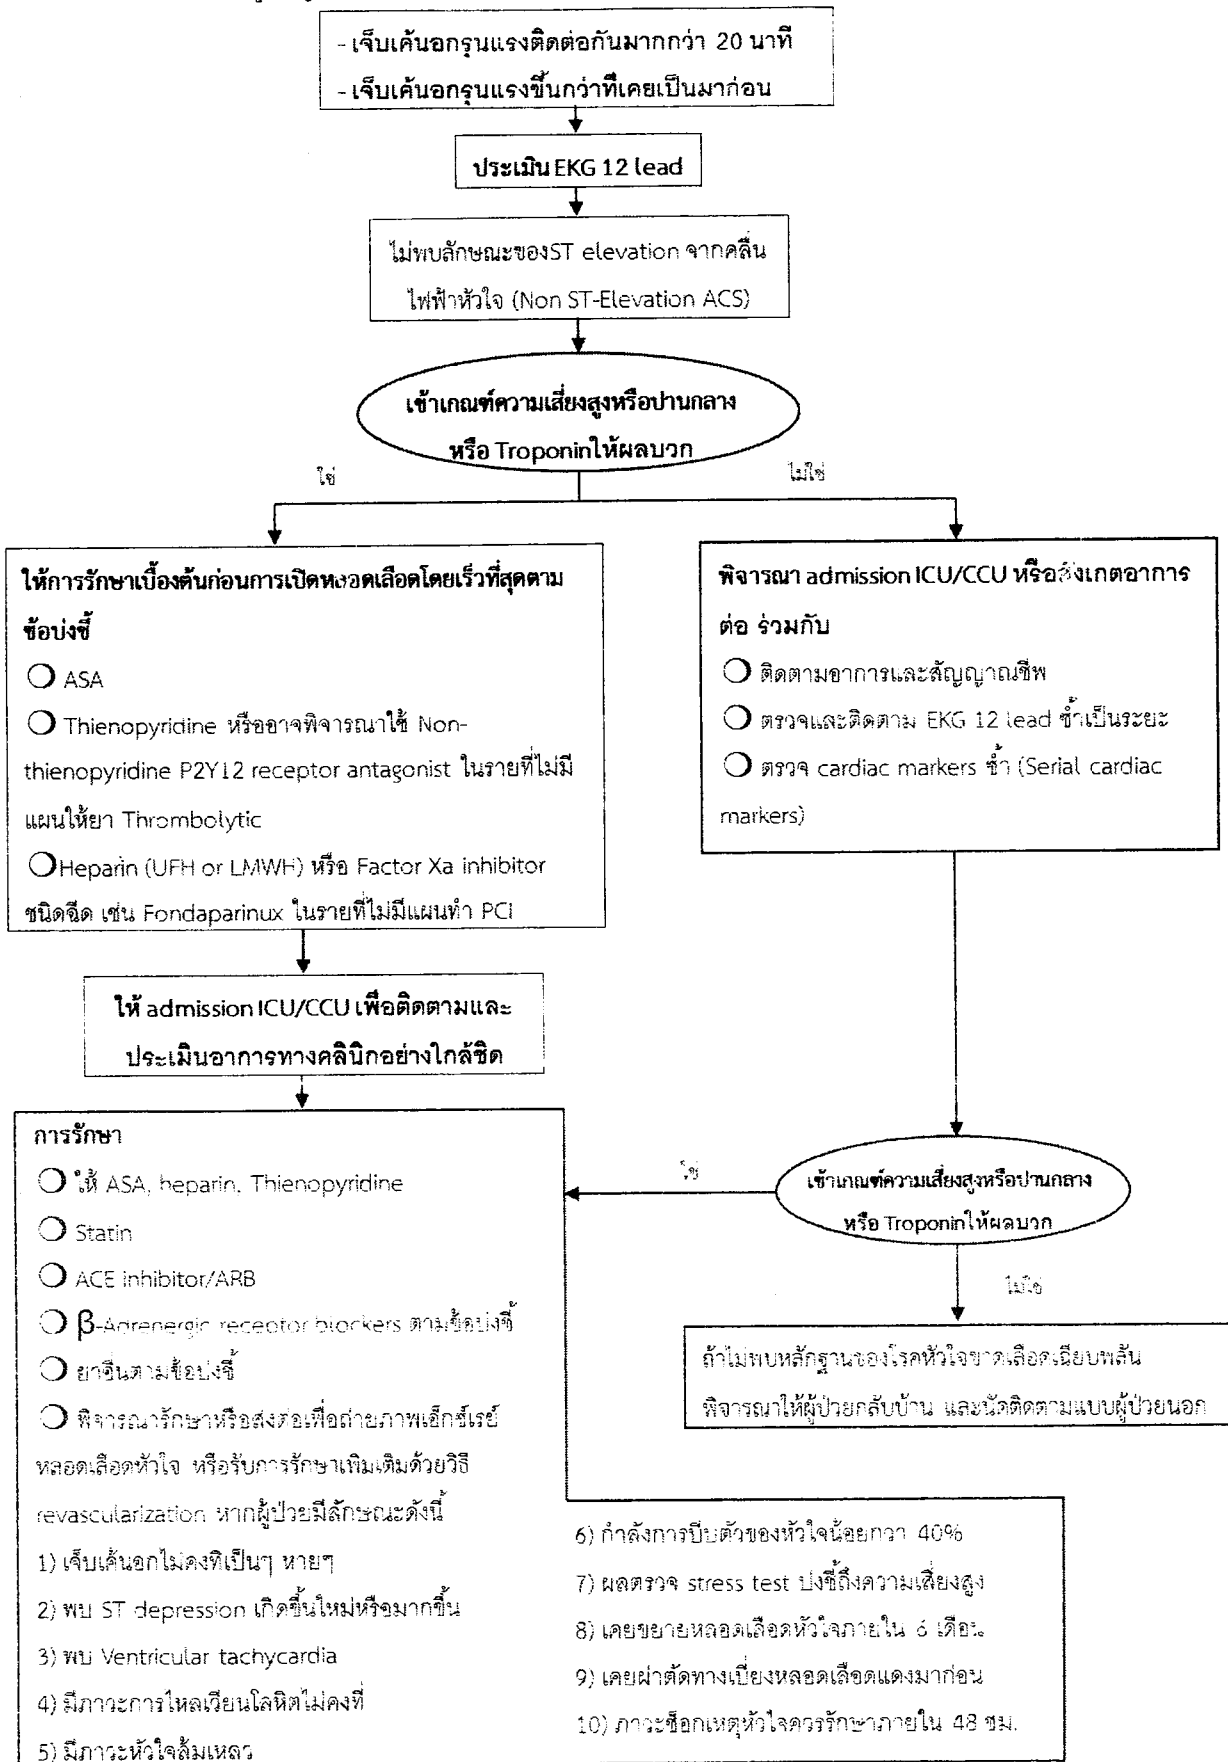 - เจ็บเค้นอกรุนแรงติดต่อกันมากกว่า 20 นาที
- เจ็บเค้นอกรุนแรงขึ้นกว่าที่เคยเป็นมาก่อน
ประเมิน EKG 12 lead
ไม่พบลักษณะของST elevation จากคลื่น
ไฟฟ้าหัวใจ (Non ST-Elevation ACS)
เข้าเกณฑ์ความเสี่ยงสูงหรือปานกลาง
หรือ Troponinให้ผลบวก
ใช่
ไม่ใช่
ให้การรักษาเบื้องต้นก่อนการเปิดหลอดเลือดโดยเร็วที่สุดตาม
ข้อบ่งชี้
ASA
Thienopyridine หรืออาจพิจารณาใช้ Non-
thienopyridine P2Y12 receptor antagonist ในรายที่ไม่มี
แผนให้ยา Thrombolytic
Heparin (UFH or LMWH) หรือ Factor Xa inhibitor
ชนิดฉีด เช่น Fondaparinux ในรายที่ไม่มีแผนทำ PCI
พิจารณา admission ICU/CCU หรือสังเกตอาการ
ต่อ ร่วมกับ
ติดตามอาการและสัญญาณชีพ
ตรวจและติดตาม EKG 12 lead ซ้ำเป็นระยะ
ตรวจ cardiac markers ซ้ำ (Serial cardiac
markers)
ให้ admission ICU/CCU เพื่อติดตามและ
ประเมินอาการทางคลินิกอย่างใกล้ชิด
การรักษา
ให้ ASA, heparin, Thienopyridine
Statin
ACE inhibitor/ARB
β-Adrenergic receptor blockers ตามข้อบ่งชี้
ยาอื่นตามข้อบ่งชี้
พิจารณารักษาหรือส่งต่อเพื่อถ่ายภาพเอ็กซ์เรย์
หลอดเลือดหัวใจ หรือรับการรักษาเพิ่มเติมด้วยวิธี
revascularization หากผู้ป่วยมีลักษณะดังนี้
1) เจ็บเค้นอกไม่คงที่เป็นๆ หายๆ
2) พบ ST depression เกิดขึ้นใหม่หรือมากขึ้น
3) พบ Ventricular tachycardia
4) มีภาวะการไหลเวียนโลหิตไม่คงที่
5) มีภาวะหัวใจล้มเหลว
ใช่
เข้าเกณฑ์ความเสี่ยงสูงหรือปานกลาง
หรือ Troponinให้ผลบวก
ไม่ใช่
ถ้าไม่พบหลักฐานของโรคหัวใจขาดเลือดเฉียบพลัน
พิจารณาให้ผู้ป่วยกลับบ้าน และนัดติดตามแบบผู้ป่วยนอก
6) กำลังการบีบตัวของหัวใจน้อยกว่า 40%
7) ผลตรวจ stress test บ่งชี้ถึงความเสี่ยงสูง
8) เคยขยายหลอดเลือดหัวใจภายใน 6 เดือน
9) เคยผ่าตัดทางเบี่ยงหลอดเลือดแดงมาก่อน
10) ภาวะช็อกเหตุหัวใจควรรักษาภายใน 48 ชม.